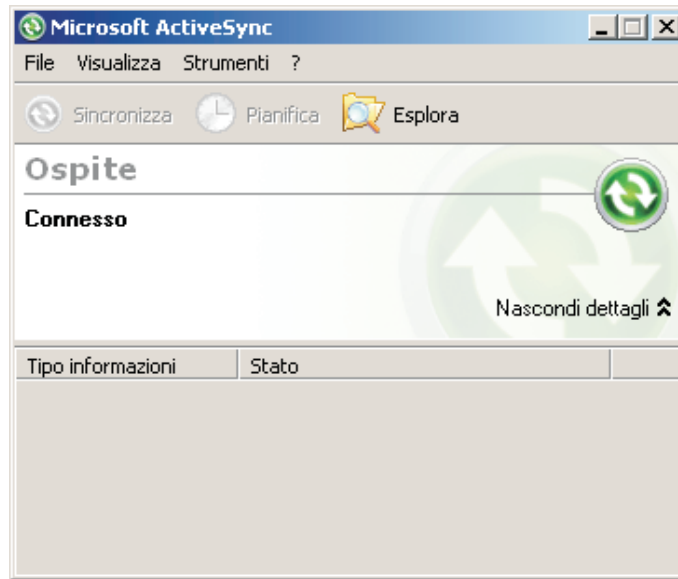 Microsoft ActiveSync
File Visualizza Strumenti ?
Sincronizza Pianifica Esplora
Ospite
Connesso
Nascondi dettagli
Tipo informazioni Stato